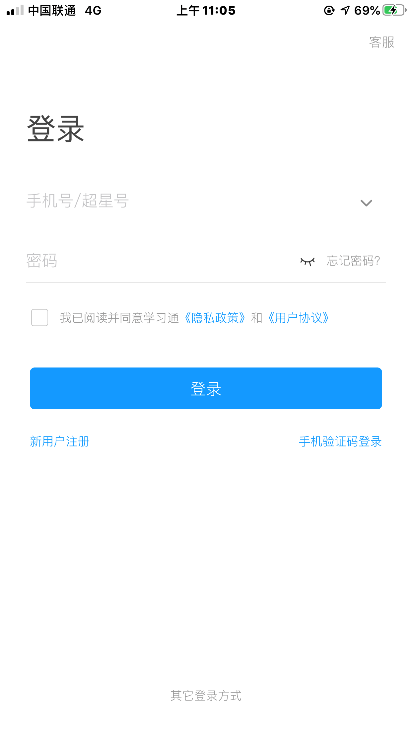 中国联通 4G 上午11:05 69%
客服
登录
手机号/超星号
密码 忘记密码?
我已阅读并同意学习通《隐私政策》和《用户协议》
登录
新用户注册 手机验证码登录
其它登录方式